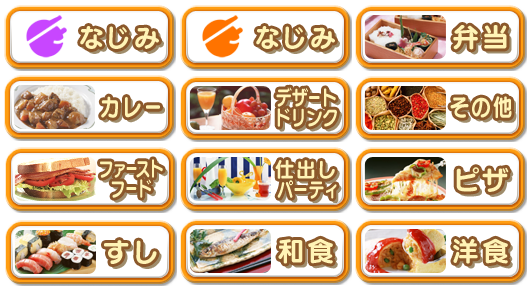 なじみ
なじみ
弁当
カレー
デザート
ドリンク
その他
ファースト
フード
仕出し
パーティ
ピザ
すし
和食
洋食